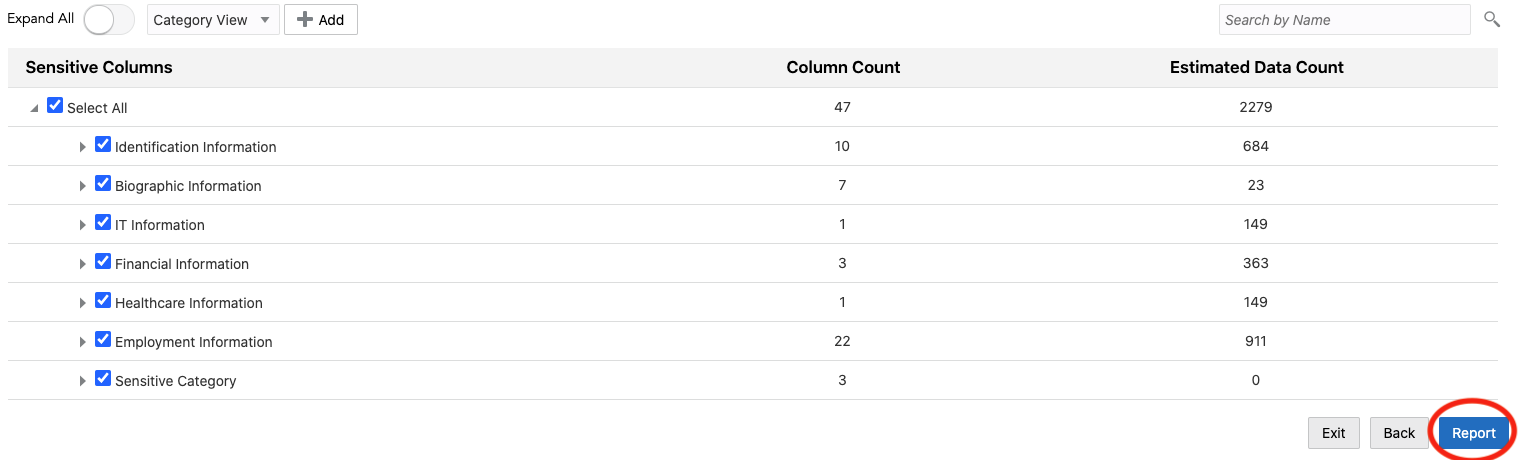 Expand All Category View Add Search by Name
Sensitive Columns Column Count Estimated Data Count
Select All 47 2279
Identification Information 10 684
Biographic Information 7 23
IT Information 1 149
Financial Information 3 363
Healthcare Information 1 149
Employment Information 22 911
Sensitive Category 3 0
Exit Back Report